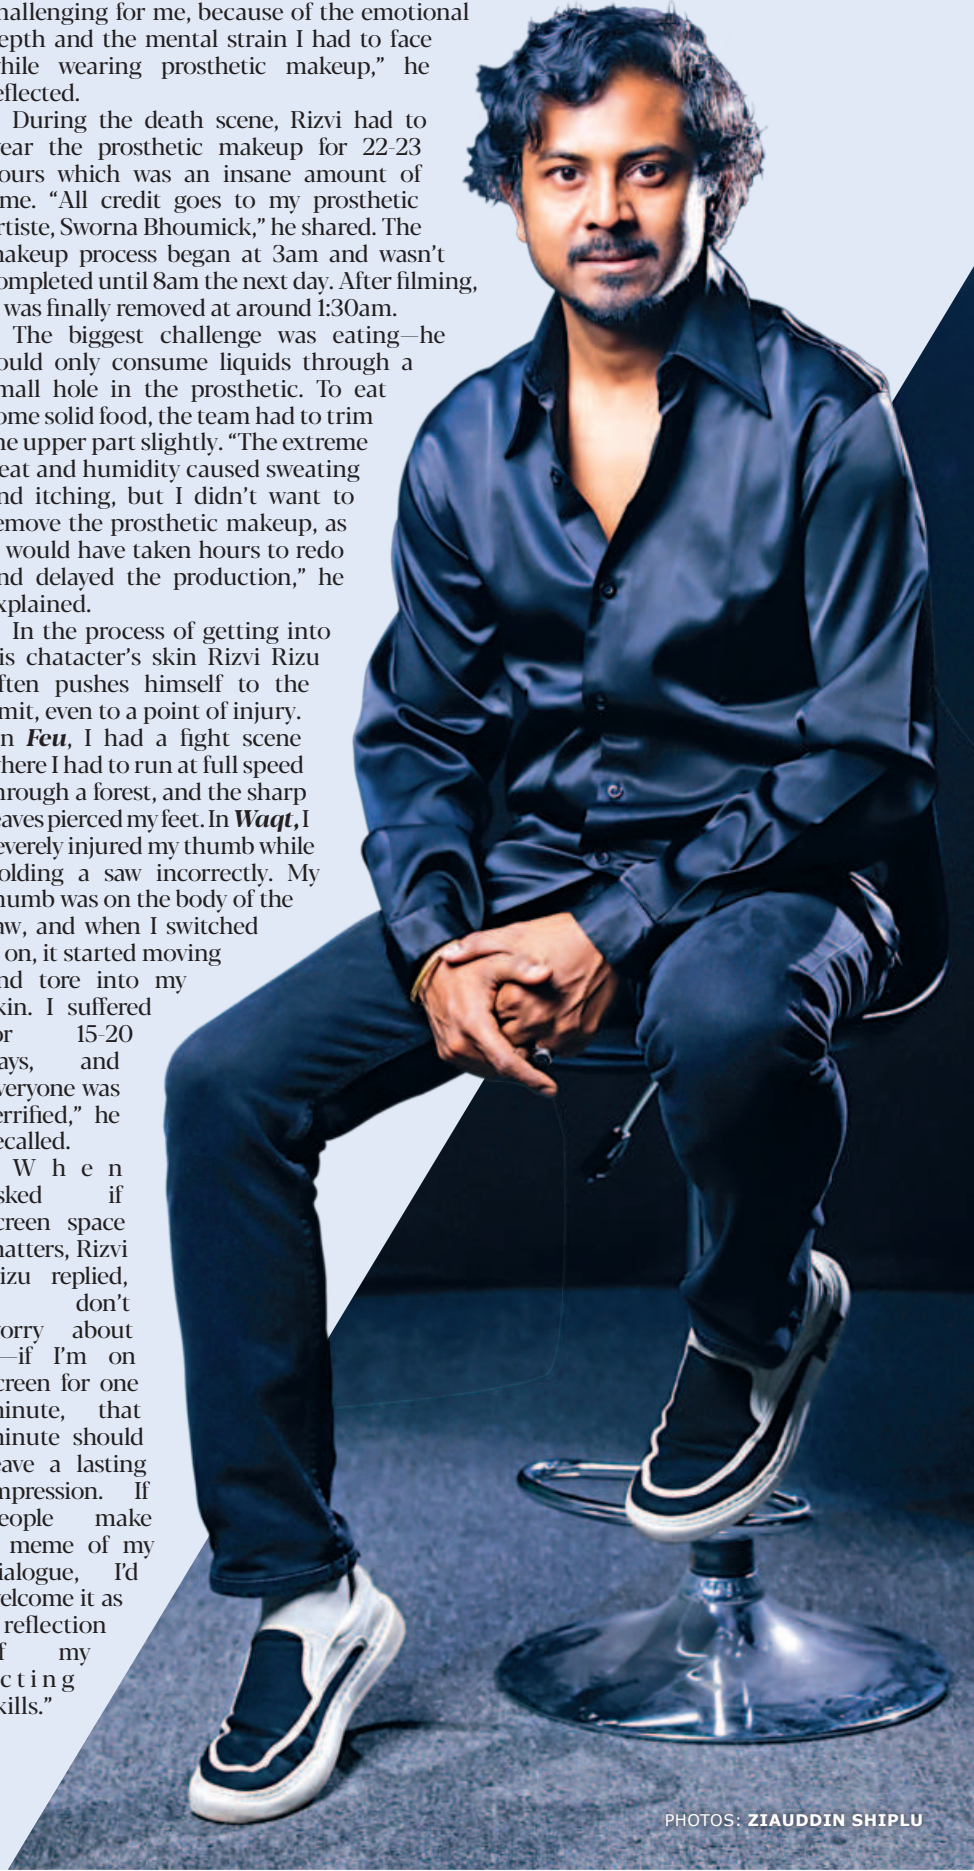 hallenging for me, because of the emotional
epth and the mental strain I had to face
hile wearing prosthetic makeup,” he
eflected.
During the death scene, Rizvi had to
ear the prosthetic makeup for 22-23
ours which was an insane amount of
me. “All credit goes to my prosthetic
rtiste, Sworna Bhoumick,” he shared. The
makeup process began at 3am and wasn’t
ompleted until 8am the next day. After filming,
was finally removed at around 1:30am.
The biggest challenge was eating—he
ould only consume liquids through a
mall hole in the prosthetic. To eat
ome solid food, the team had to trim
he upper part slightly. “The extreme
eat and humidity caused sweating
nd itching, but I didn’t want to
emove the prosthetic makeup, as
would have taken hours to redo
nd delayed the production,” he
xplained.
In the process of getting into
is chatacter’s skin Rizvi Rizu
ften pushes himself to the
mit, even to a point of injury.
n Feu, I had a fight scene
here I had to run at full speed
hrough a forest, and the sharp
eaves pierced my feet. In Waqt, I
everely injured my thumb while
olding a saw incorrectly. My
humb was on the body of the
aw, and when I switched
on, it started moving
nd tore into my
kin. I suffered
or 15-20
ays, and
veryone was
errified,” he
ecalled.
When
sked if
creen space
atters, Rizvi
izu replied,
don’t
orry about
—if I’m on
creen for one
inute, that
inute should
eave a lasting
mpression. If
eople make
meme of my
ialogue, I’d
elcome it as
reflection
f my
cting
kills.”
PHOTOS: ZIAUDDIN SHIPLU